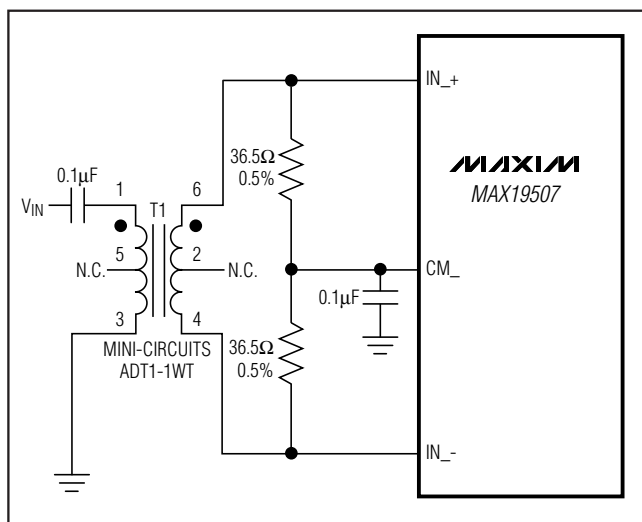 IN_+
36.5Ω
0.5%
MAXIM
MAX19507
0.1μF
1
6
VIN
T1
5
2
N.C.
N.C.
CM_
0.1μF
3
4
MINI-CIRCUITS
ADT1-1WT
36.5Ω
0.5%
IN_-